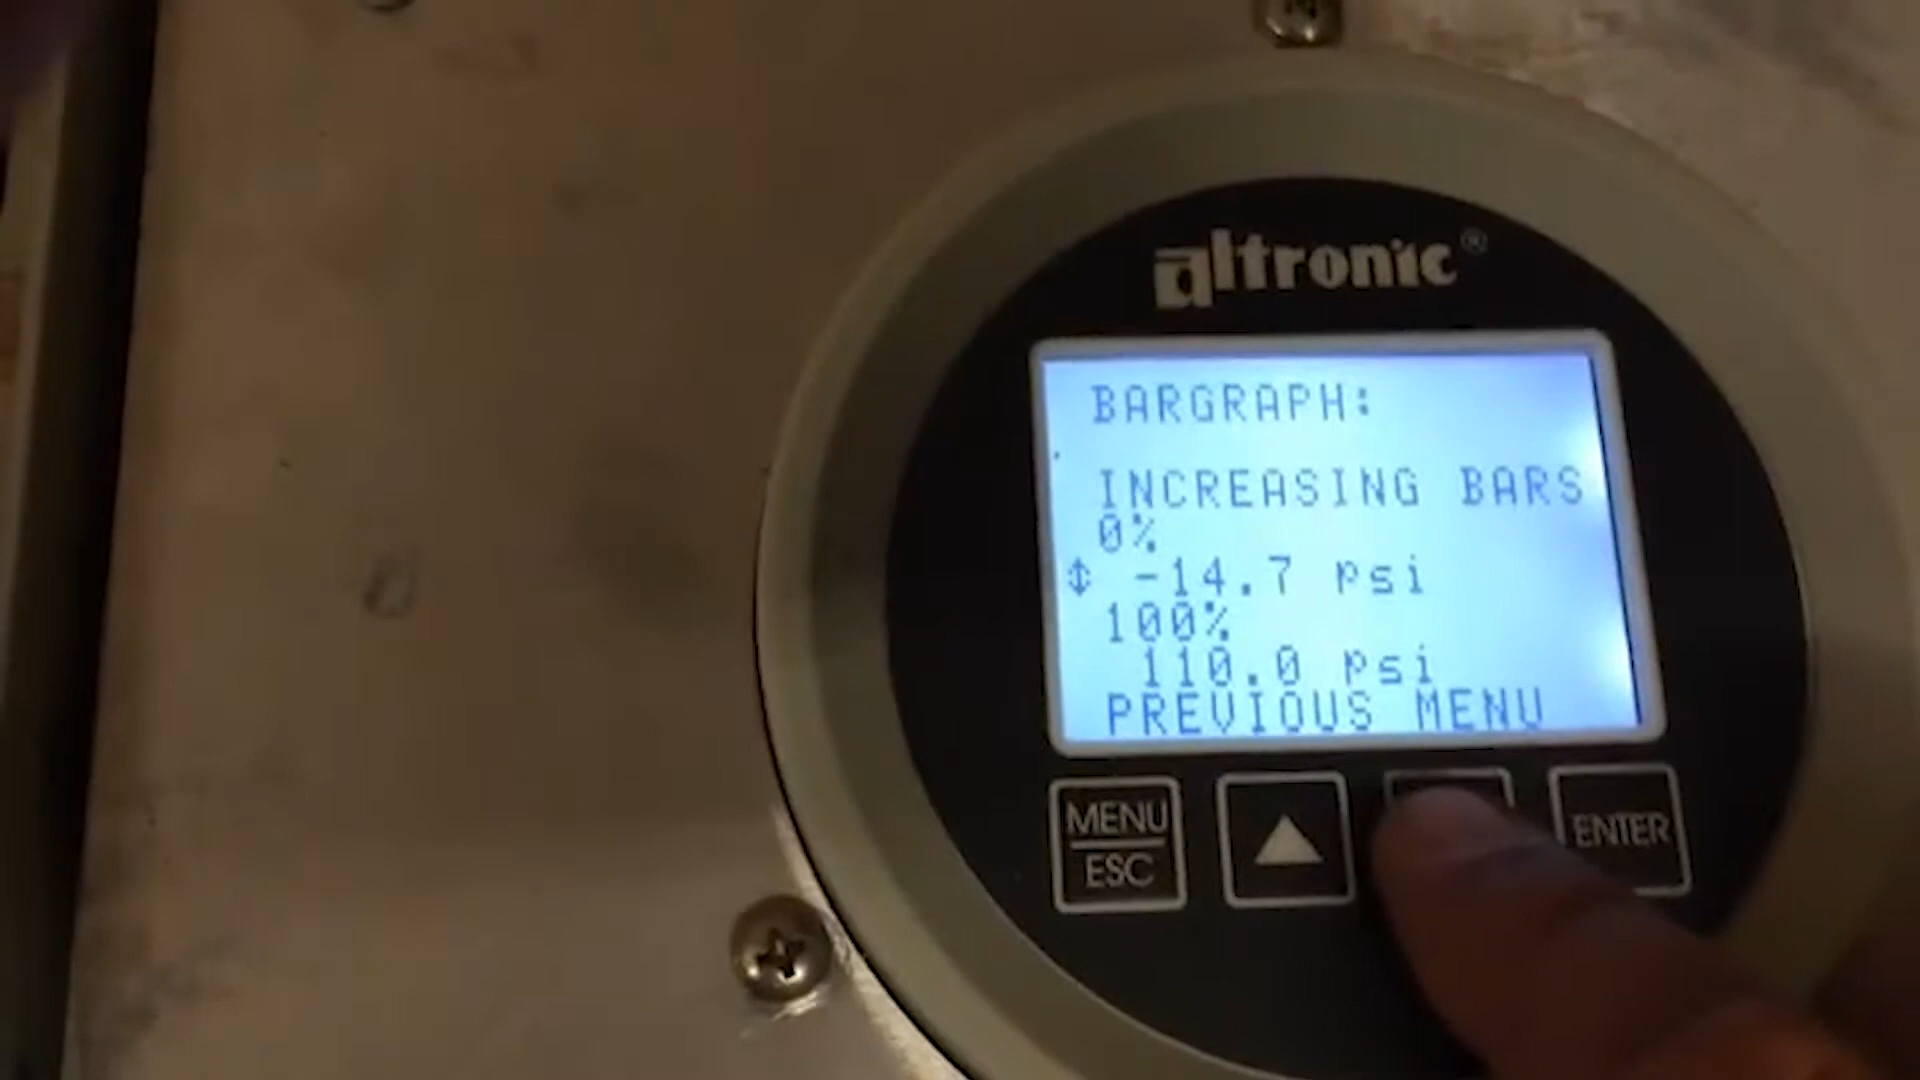 altronic®
BARGRAPH:
INCREASING BARS
0%
↕ -14.7 psi
100%
110.0 psi
PREVIOUS MENU
MENU
ESC
ENTER